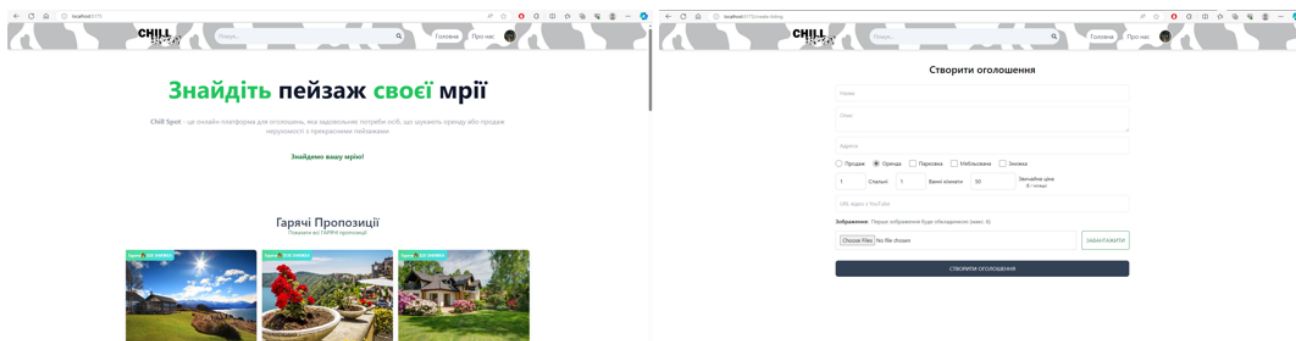 localhost:5173
CHILL
Пошук...
Головна
Про нас
Знайдіть пейзаж своєї мрії
Chill Spot - це онлайн платформа для оголошень, яка задовольняє потреби осіб, що шукають оренду або продаж
нерухомості з прекрасними пейзажами
Знайдемо вашу мрію!
Гарячі Пропозиції
Показати всі ГАРЯЧІ пропозиції
localhost:5173/create-listing
CHILL
Пошук...
Головна
Про нас
Створити оголошення
Назва
Опис
Адреса
Продаж
Оренда
Парковка
Мебльована
Знижка
1
Спальні
1
Ванні кімнати
50
Звичайна ціна
URL відео з YouTube
Зображення: Перше зображення буде обкладинкою (макс. 6)
Choose Files No file chosen
ЗАВАНТАЖИТИ
СТВОРИТИ ОГОЛОШЕННЯ